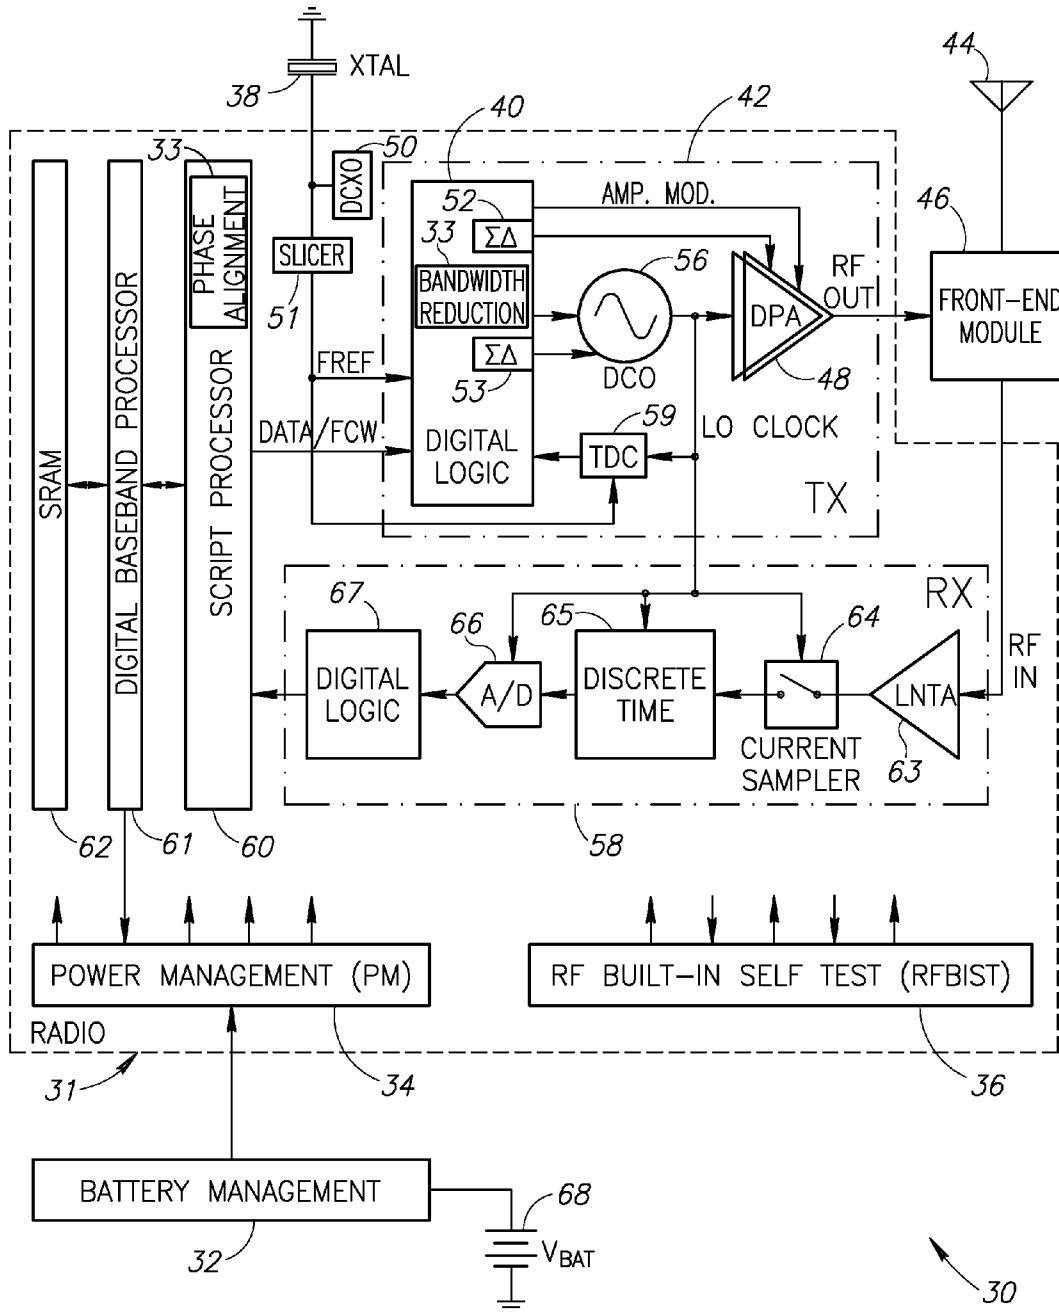 XTAL
38
44
40
42
33
50
DCXO
52
AMP. MOD.
46
PHASE
ALIGNMENT
ΣΔ
33
SLICER
51
BANDWIDTH
REDUCTION
56
RF
OUT
DPA
FRONT-END
MODULE
FREF
ΣΔ
53
DCO
48
59
LO CLOCK
DATA/FCW
DIGITAL
LOGIC
TDC
TX
SRAM
DIGITAL BASEBAND PROCESSOR
SCRIPT PROCESSOR
67
66
65
64
RX
RF
IN
DIGITAL
LOGIC
A/D
DISCRETE
TIME
LNTA
CURRENT
SAMPLER
63
62
61
60
58
POWER MANAGEMENT (PM)
RF BUILT-IN SELF TEST (RFBIST)
RADIO
31
34
36
BATTERY MANAGEMENT
68
32
VBAT
30